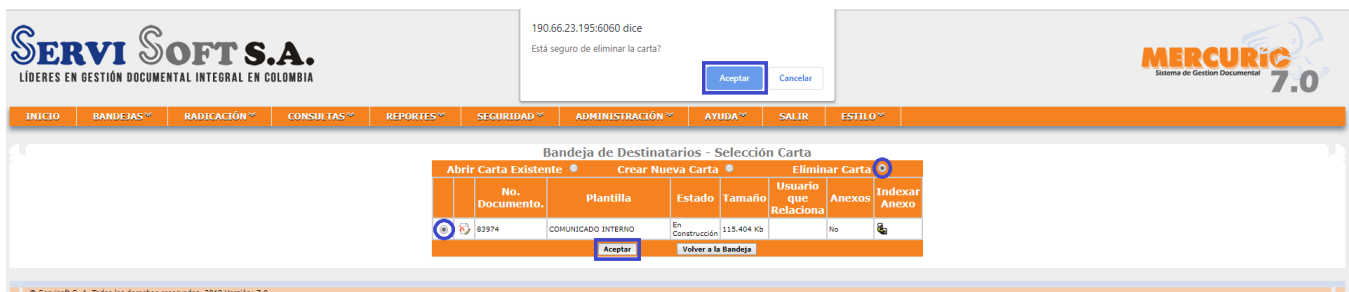 190.66.23.195:6060 dice
Está seguro de eliminar la carta?
Aceptar
Cancelar
SERVI SOFT S.A.
LÍDERES EN GESTIÓN DOCUMENTAL INTEGRAL EN COLOMBIA
MERCURIO
Sistema de Gestion Documental
7.0
INICIO BANDEJAS RADICACIÓN CONSULTAS REPORTES SEGURIDAD ADMINISTRACIÓN AYUDA SALIR ESTILO
Bandeja de Destinatarios - Selección Carta
Abrir Carta Existente Crear Nueva Carta Eliminar Carta
No. Documento. Plantilla Estado Tamaño Usuario que Relaciona Anexos Indexar Anexo
83974 COMUNICADO INTERNO En Construcción 115.404 Kb No
Aceptar Volver a la Bandeja